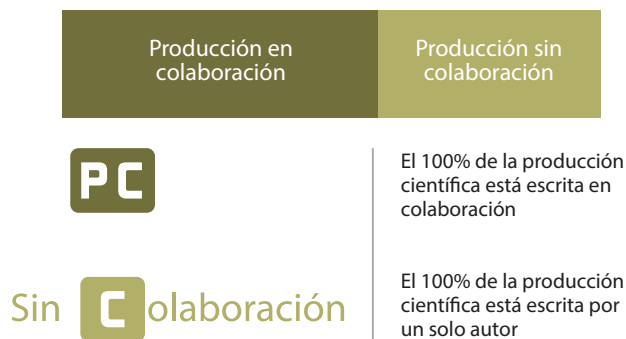 Producción en
colaboración
Producción sin
colaboración
PC
El 100% de la producción
científica está escrita en
colaboración
Sin Colaboración
El 100% de la producción
científica está escrita por
un solo autor